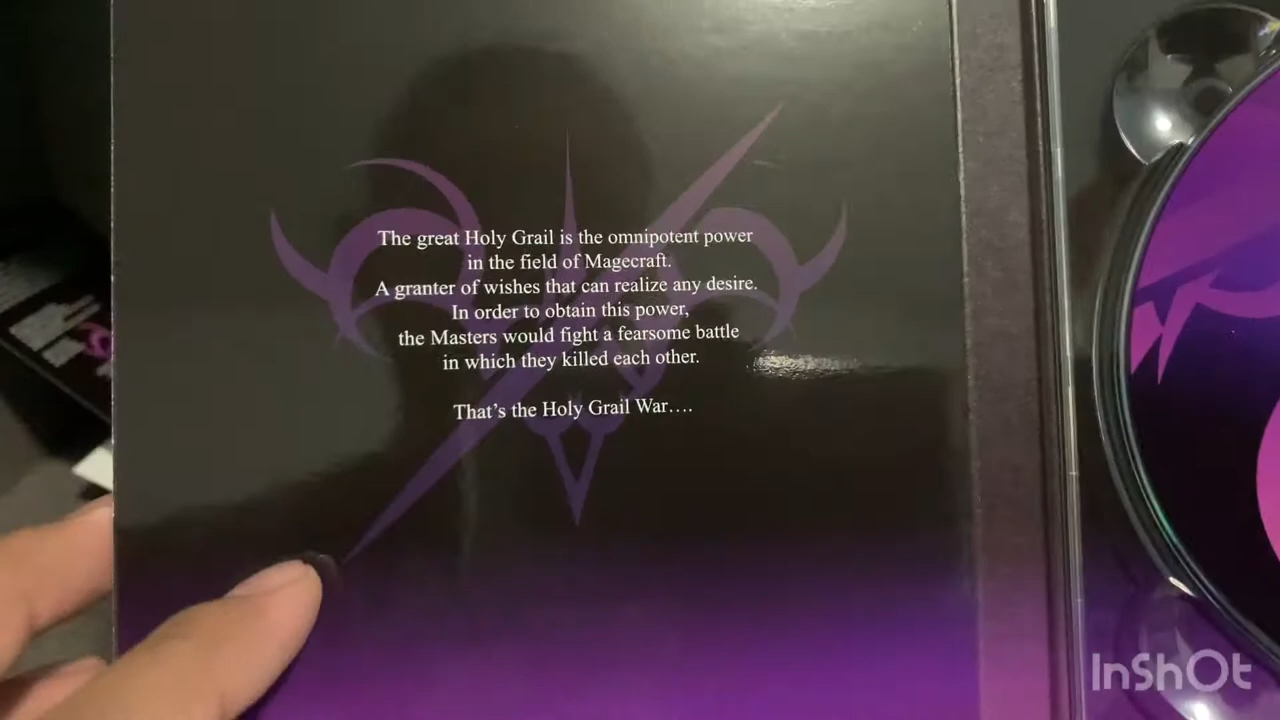 The great Holy Grail is the omnipotent power
in the field of Magecraft.
A granter of wishes that can realize any desire.
In order to obtain this power,
the Masters would fight a fearsome battle
in which they killed each other.
That's the Holy Grail War….
InShOt